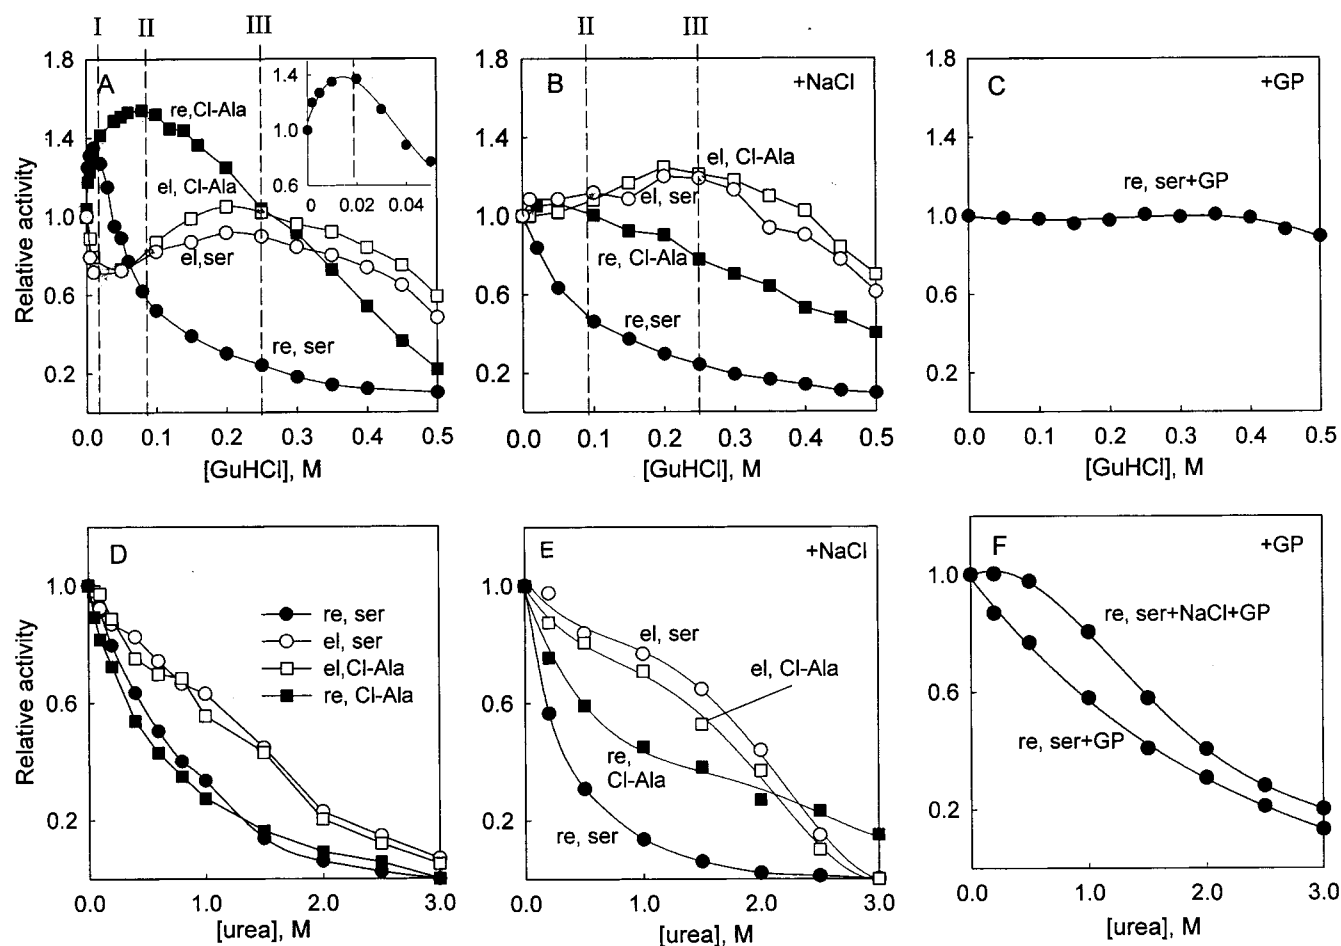 I II III
II III
A
re,Cl-Ala
el, Cl-Ala
el,ser
re, ser
1.8
1.4
1.0
0.6
0.2
Relative activity
0.0 0.1 0.2 0.3 0.4 0.5
[GuHCl], M
1.4
1.0
0.6
0 0.02 0.04
B
+NaCl
el, Cl-Ala
el, ser
re, Cl-Ala
re,ser
1.8
1.4
1.0
0.6
0.2
0.0 0.1 0.2 0.3 0.4 0.5
[GuHCl], M
C
+GP
re, ser+GP
1.8
1.4
1.0
0.6
0.2
0.0 0.1 0.2 0.3 0.4 0.5
[GuHCl], M
D
re, ser
el, ser
el,Cl-Ala
re, Cl-Ala
1.0
0.6
0.2
Relative activity
0.0 1.0 2.0 3.0
[urea], M
E
+NaCl
el, ser
el, Cl-Ala
re,
Cl-Ala
re, ser
1.0
0.6
0.2
0.0 1.0 2.0 3.0
[urea], M
F
+GP
re, ser+NaCl+GP
re, ser+GP
1.0
0.6
0.2
0.0 1.0 2.0 3.0
[urea], M